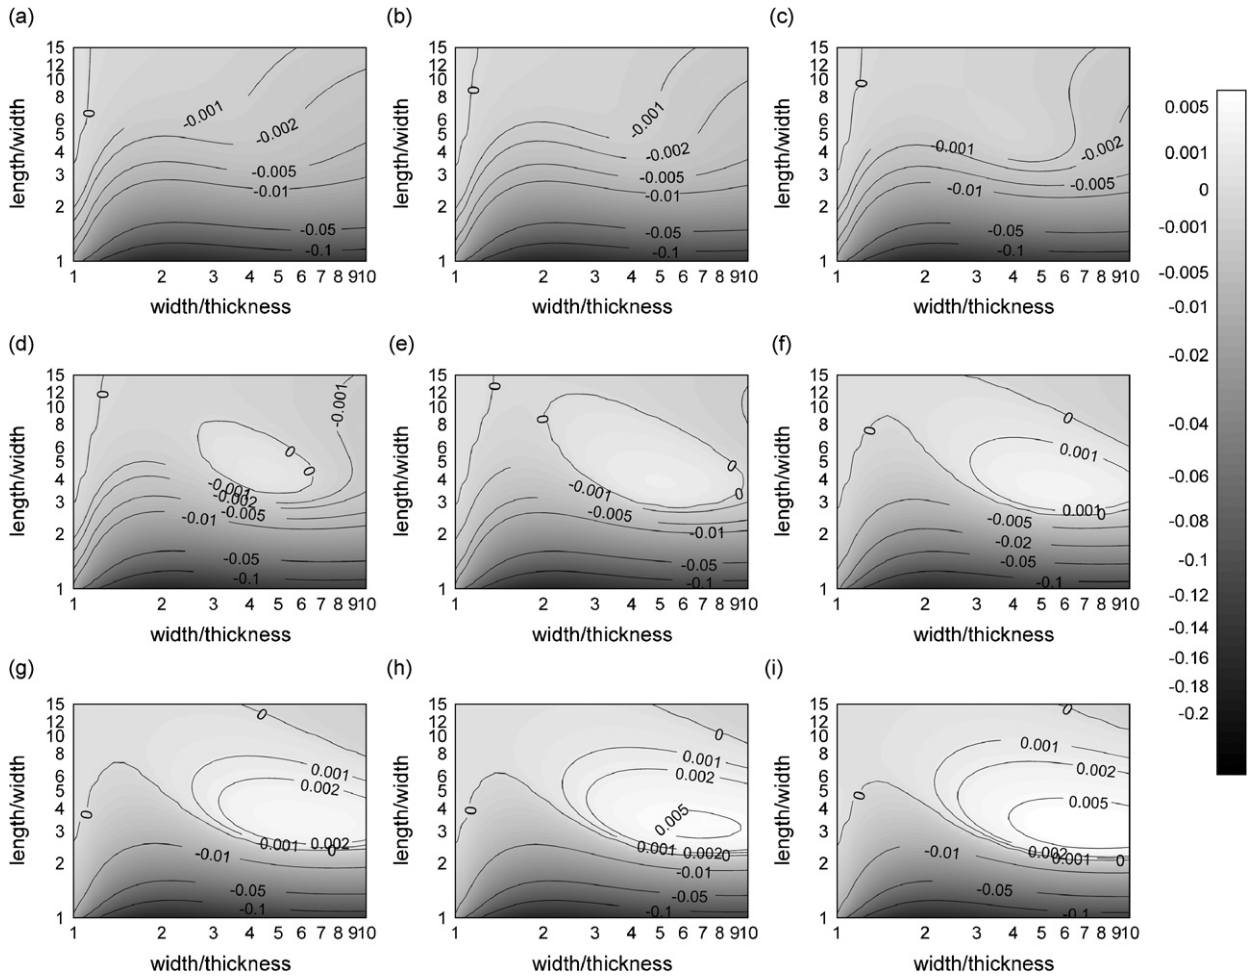 (a) (b) (c)
length/width 15 12 10 8 6 5 4 3 2 1
0 -0.001 -0.002 -0.005 -0.01 -0.05 -0.1
1 2 3 4 5 6 7 8 910
width/thickness
length/width 15 12 10 8 6 5 4 3 2 1
0 -0.001 -0.002 -0.005 -0.01 -0.05 -0.1
1 2 3 4 5 6 7 8 910
width/thickness
length/width 15 12 10 8 6 5 4 3 2 1
0 -0.001 -0.002 -0.005 -0.01 -0.05 -0.1
1 2 3 4 5 6 7 8 910
width/thickness
(d) (e) (f)
length/width 15 12 10 8 6 5 4 3 2 1
0 -0.001 0 0 -0.001 -0.002 -0.005 -0.01 -0.05 -0.1
1 2 3 4 5 6 7 8 910
width/thickness
length/width 15 12 10 8 6 5 4 3 2 1
0 0 0 0 -0.001 -0.005 -0.01 -0.05 -0.1
1 2 3 4 5 6 7 8 910
width/thickness
length/width 15 12 10 8 6 5 4 3 2 1
0 0 0.001 0.001 0 -0.005 -0.02 -0.05 -0.1
1 2 3 4 5 6 7 8 910
width/thickness
(g) (h) (i)
length/width 15 12 10 8 6 5 4 3 2 1
0 0 0.001 0.002 0.001 0.002 0 -0.01 -0.05 -0.1
1 2 3 4 5 6 7 8 910
width/thickness
length/width 15 12 10 8 6 5 4 3 2 1
0 0 0.001 0.002 0.005 0.001 0.002 0 -0.01 -0.05 -0.1
1 2 3 4 5 6 7 8 910
width/thickness
length/width 15 12 10 8 6 5 4 3 2 1
0 0 0.001 0.002 0.005 0.002 0.001 0 -0.01 -0.05 -0.1
1 2 3 4 5 6 7 8 910
width/thickness
0.005
0.001
0
-0.001
-0.005
-0.01
-0.02
-0.04
-0.06
-0.08
-0.1
-0.12
-0.14
-0.16
-0.18
-0.2